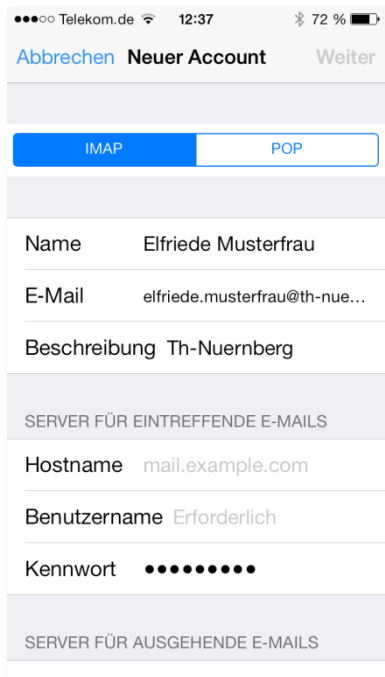 Telekom.de 12:37 72 %
Abbrechen Neuer Account Weiter
IMAP POP
Name Elfriede Musterfrau
E-Mail elfriede.musterfrau@th-nue...
Beschreibung Th-Nuernberg
SERVER FÜR EINTREFFENDE E-MAILS
Hostname mail.example.com
Benutzername Erforderlich
Kennwort ●●●●●●●●●
SERVER FÜR AUSGEHENDE E-MAILS